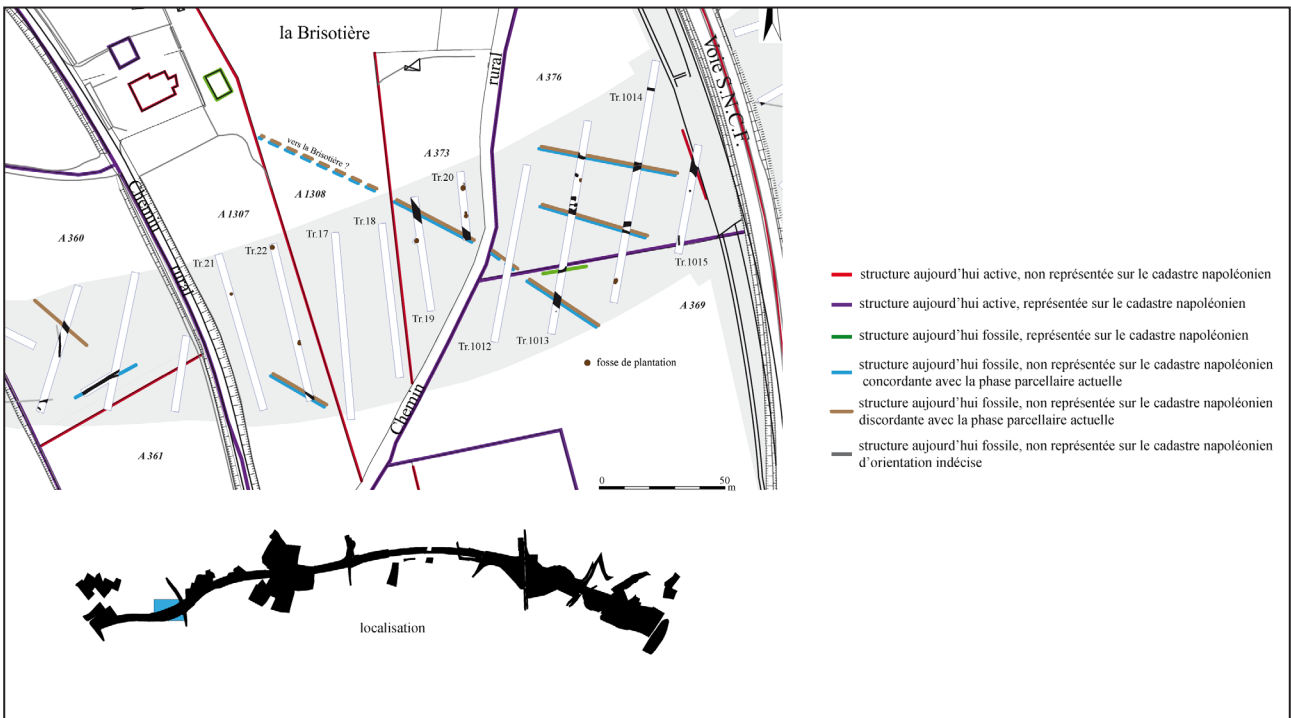 la Brisotière
rural
Voie S.N.C.F.
A 376
Tr.1014
vers la Brisotière ?
A 373
Tr.20
Chemin
A 1308
A 1307
Tr.18
Tr.17
A 360
Tr.22
Tr.21
rural
Tr.1015
Tr.19
A 369
Tr.1012
Tr.1013
fosse de plantation
Chemin
A 361
0 50
m
structure aujourd'hui active, non représentée sur le cadastre napoléonien
structure aujourd'hui active, représentée sur le cadastre napoléonien
structure aujourd'hui fossile, représentée sur le cadastre napoléonien
structure aujourd'hui fossile, non représentée sur le cadastre napoléonien
concordante avec la phase parcellaire actuelle
structure aujourd'hui fossile, non représentée sur le cadastre napoléonien
discordante avec la phase parcellaire actuelle
structure aujourd'hui fossile, non représentée sur le cadastre napoléonien
d'orientation indécise
localisation